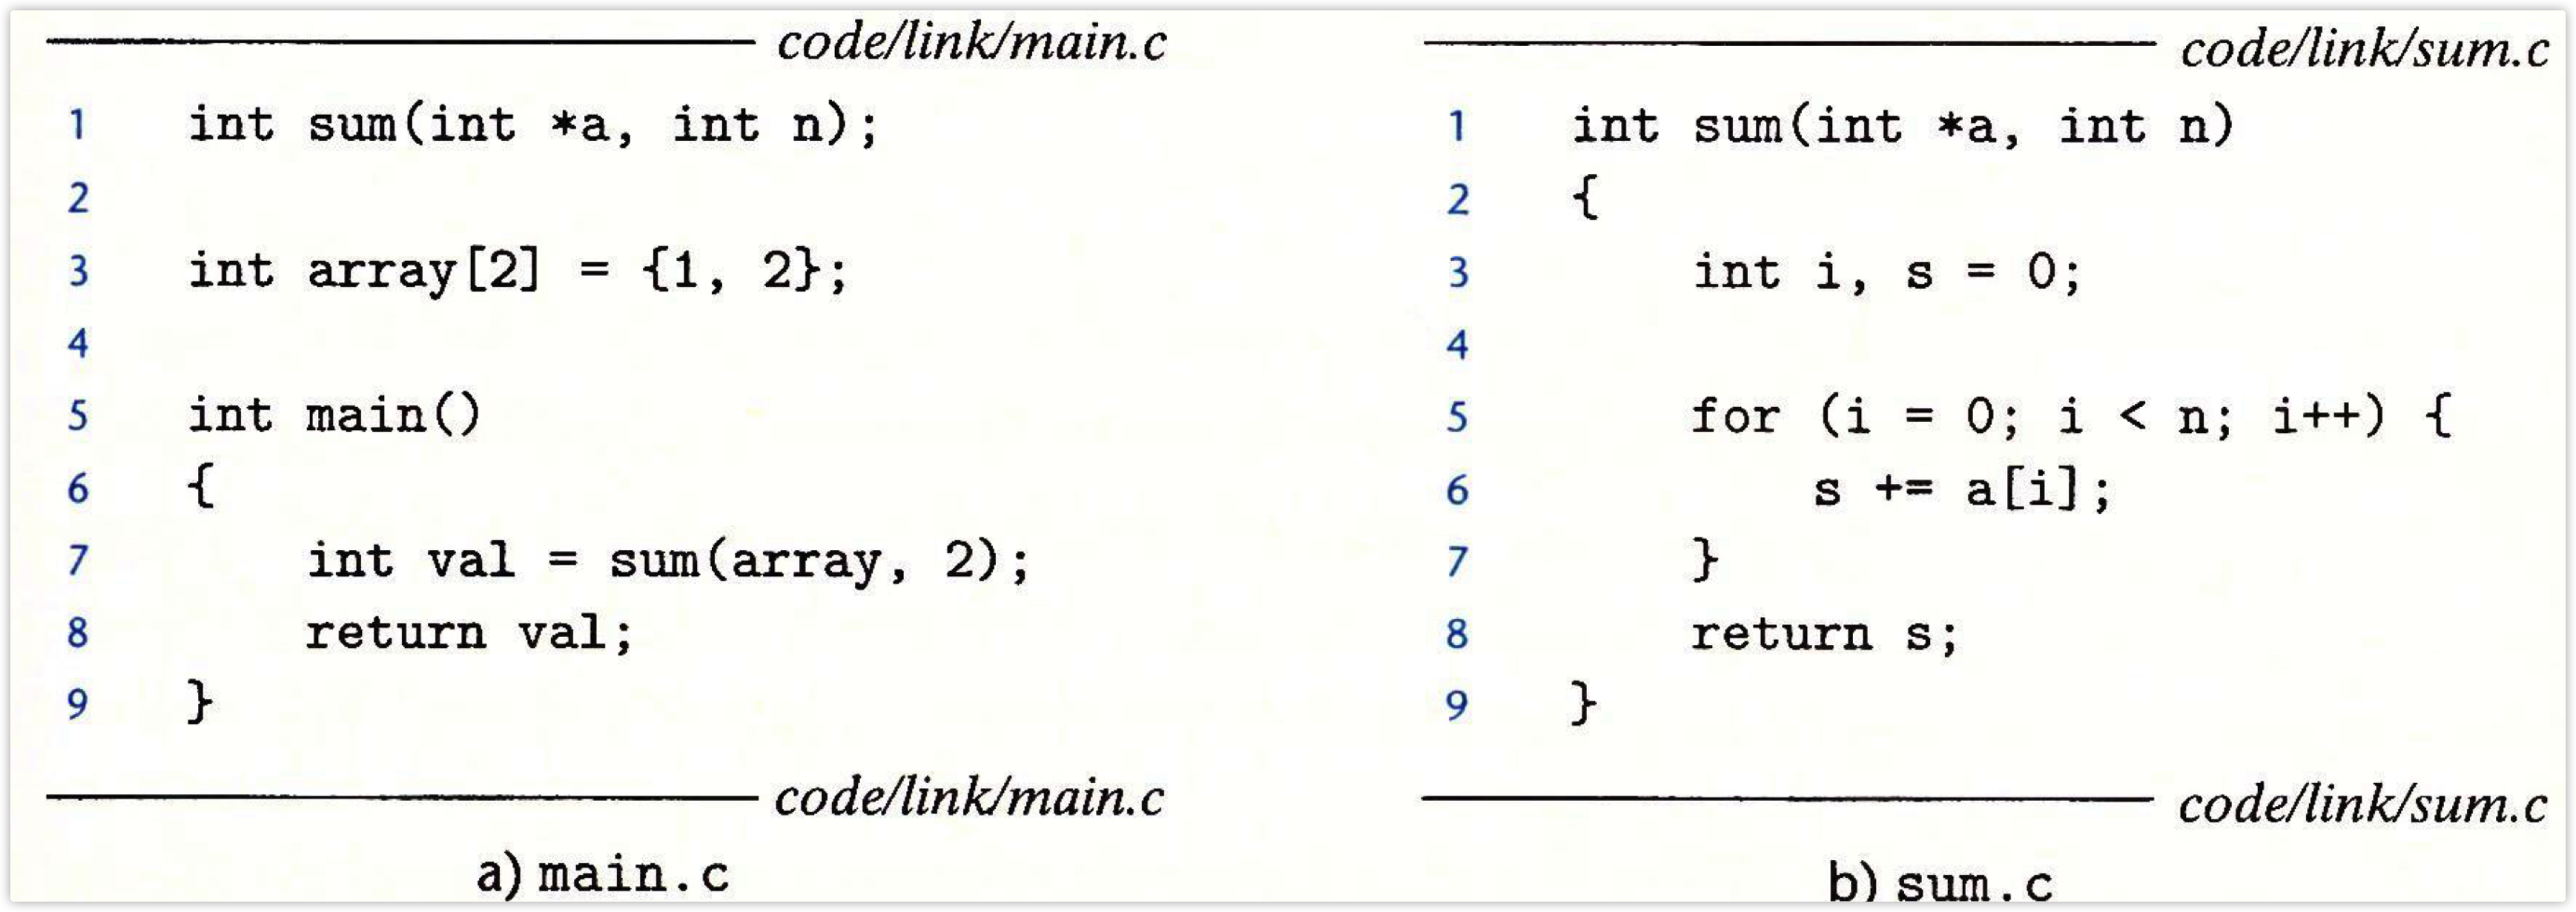 code/link/main.c
1 int sum(int *a, int n);
2
3 int array[2] = {1, 2};
4
5 int main()
6 {
7     int val = sum(array, 2);
8     return val;
9 }
code/link/main.c
a) main.c
code/link/sum.c
1 int sum(int *a, int n)
2 {
3     int i, s = 0;
4
5     for (i = 0; i < n; i++) {
6         s += a[i];
7     }
8     return s;
9 }
code/link/sum.c
b) sum.c